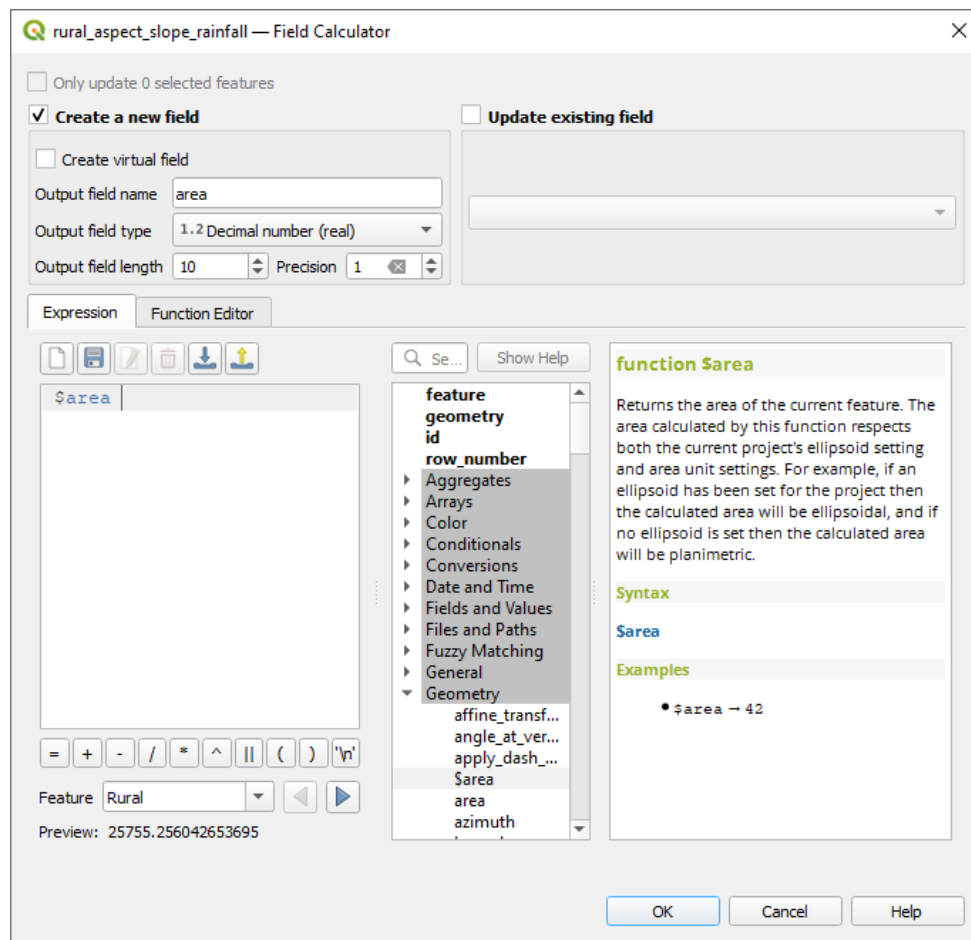 rural_aspect_slope_rainfall — Field Calculator
Only update 0 selected features
Create a new field
Update existing field
Create virtual field
Output field name area
Output field type 1.2 Decimal number (real)
Output field length 10 Precision 1
Expression Function Editor
Se... Show Help
$area
feature
geometry
id
row_number
Aggregates
Arrays
Color
Conditionals
Conversions
Date and Time
Fields and Values
Files and Paths
Fuzzy Matching
General
Geometry
affine_transf...
angle_at_ver...
apply_dash_...
$area
area
azimuth
function $area
Returns the area of the current feature. The
area calculated by this function respects
both the current project's ellipsoid setting
and area unit settings. For example, if an
ellipsoid has been set for the project then
the calculated area will be ellipsoidal, and if
no ellipsoid is set then the calculated area
will be planimetric.
Syntax
$area
Examples
• $area → 42
= + - / * ^ || ( ) '\n'
Feature Rural
Preview: 25755.256042653695
OK Cancel Help